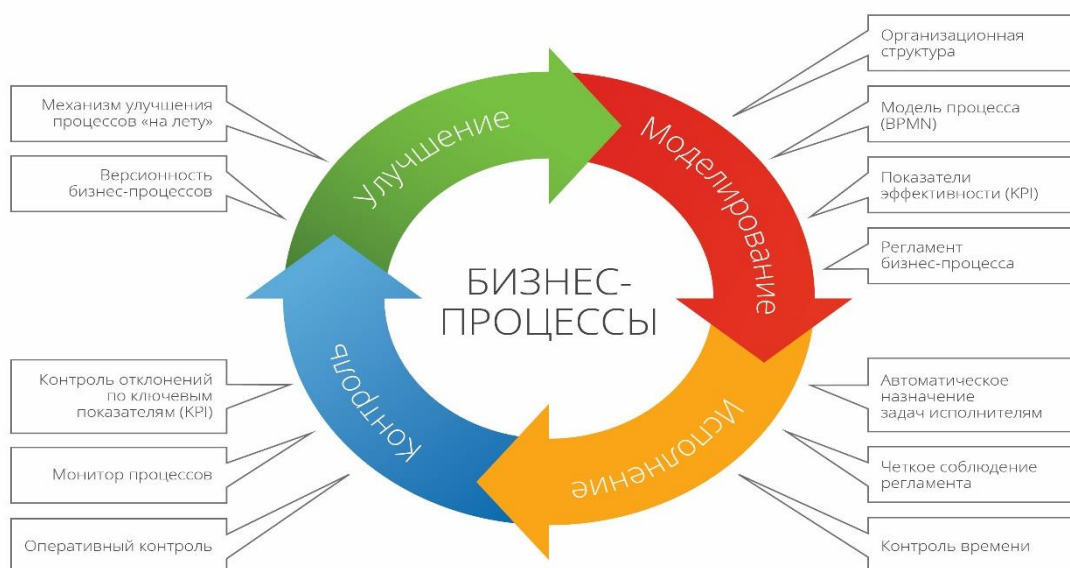 Организационная
структура
Модель процесса
(BPMN)
Показатели
эффективности (KPI)
Регламент
бизнес-процесса
Автоматическое
назначение
задач исполнителям
Четкое соблюдение
регламента
Контроль времени
Механизм улучшения
процессов «на лету»
Версионность
бизнес-процессов
Контроль отклонений
по ключевым
показателям (KPI)
Монитор процессов
Оперативный контроль
Улучшение
Моделирование
Исполнение
Контроль
БИЗНЕС-
ПРОЦЕССЫ